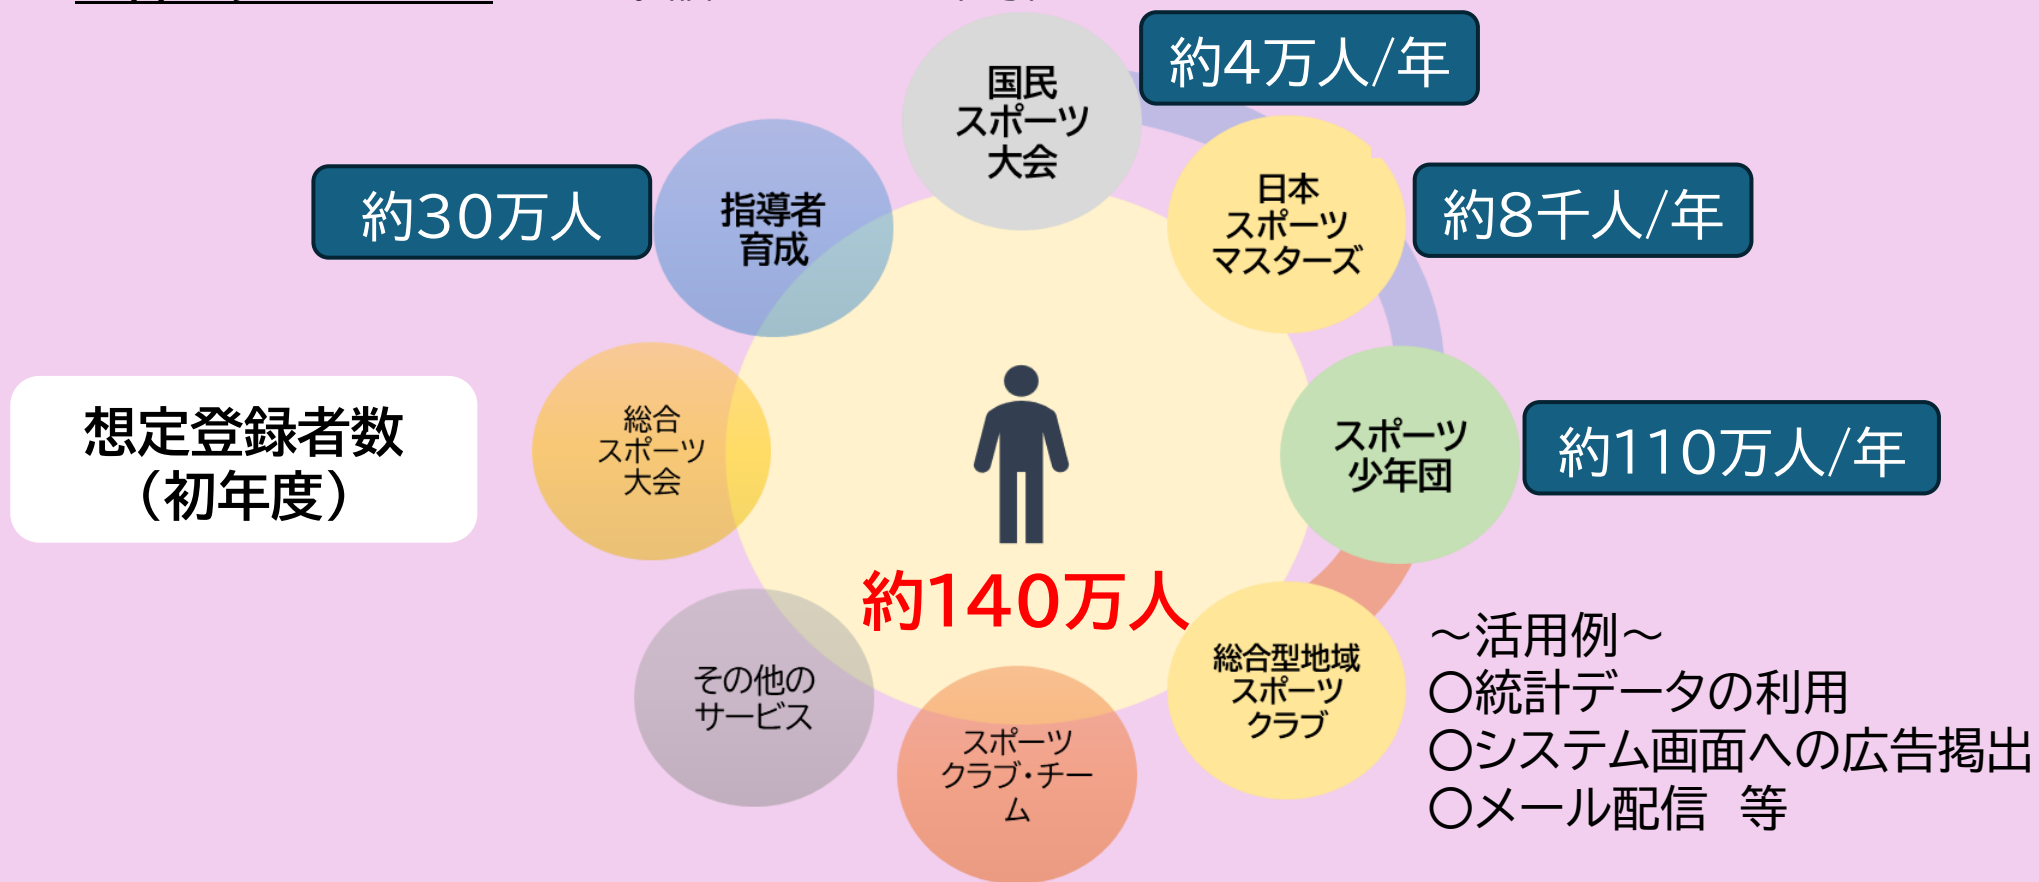 国民
スポーツ
大会
約4万人/年
日本
スポーツ
マスターズ
約8千人/年
指導者
育成
約30万人
スポーツ
少年団
約110万人/年
総合
スポーツ
大会
想定登録者数
（初年度）
約140万人
総合型地域
スポーツ
クラブ
その他の
サービス
スポーツ
クラブ・チー
ム
～活用例～
〇統計データの利用
〇システム画面への広告掲出
〇メール配信　等